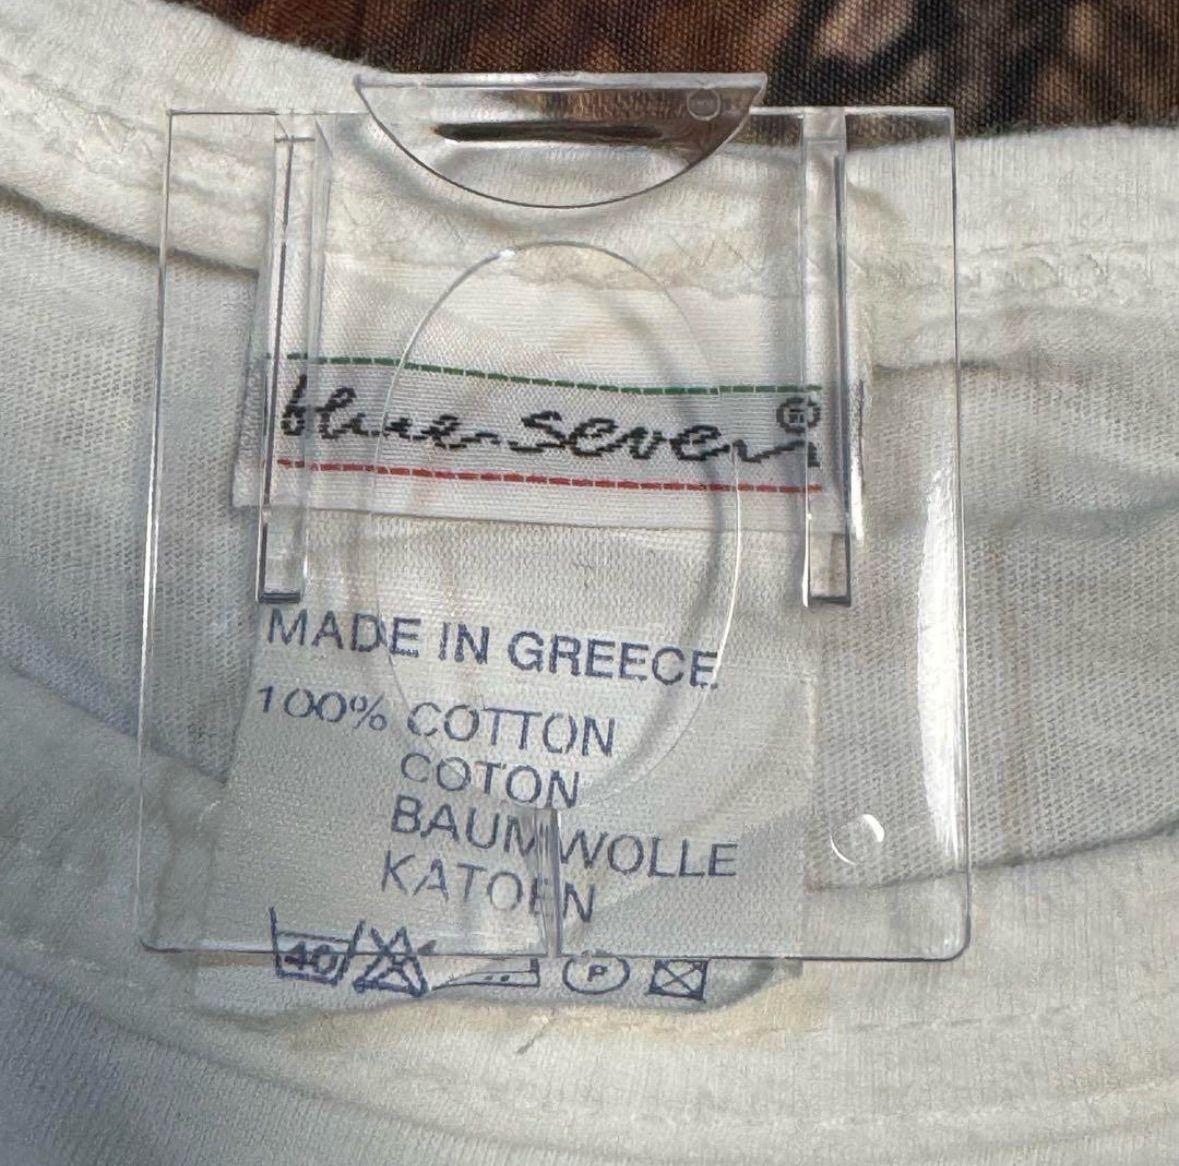 blue seven®
MADE IN GREECE
100% COTTON
COTON
BAUMWOLLE
KATOEN
40
P